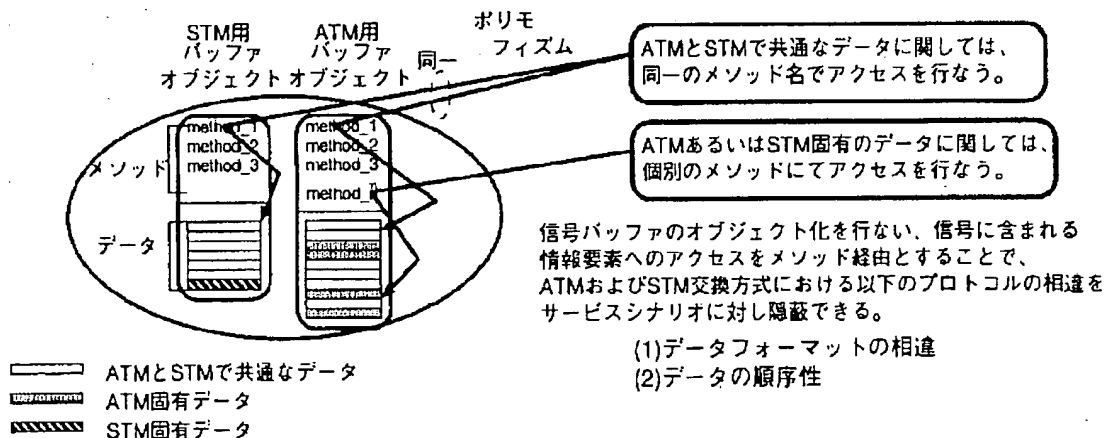 STM用
バッファ
オブジェクト
ATM用
バッファ
オブジェクト
同一
ポリモ
フィズム
ATMとSTMで共通なデータに関しては、
同一のメソッド名でアクセスを行なう。
method_1
method_2
method_3
メソッド
method_1
method_2
method_3
ATMあるいはSTM固有のデータに関しては、
個別のメソッドにてアクセスを行なう。
データ
信号バッファのオブジェクト化を行ない、信号に含まれる
情報要素へのアクセスをメソッド経由とすることで、
ATMおよびSTM交換方式における以下のプロトコルの相違を
サービスシナリオに対し隠蔽できる。
(1)データフォーマットの相違
(2)データの順序性
ATMとSTMで共通なデータ
ATM固有データ
STM固有データ